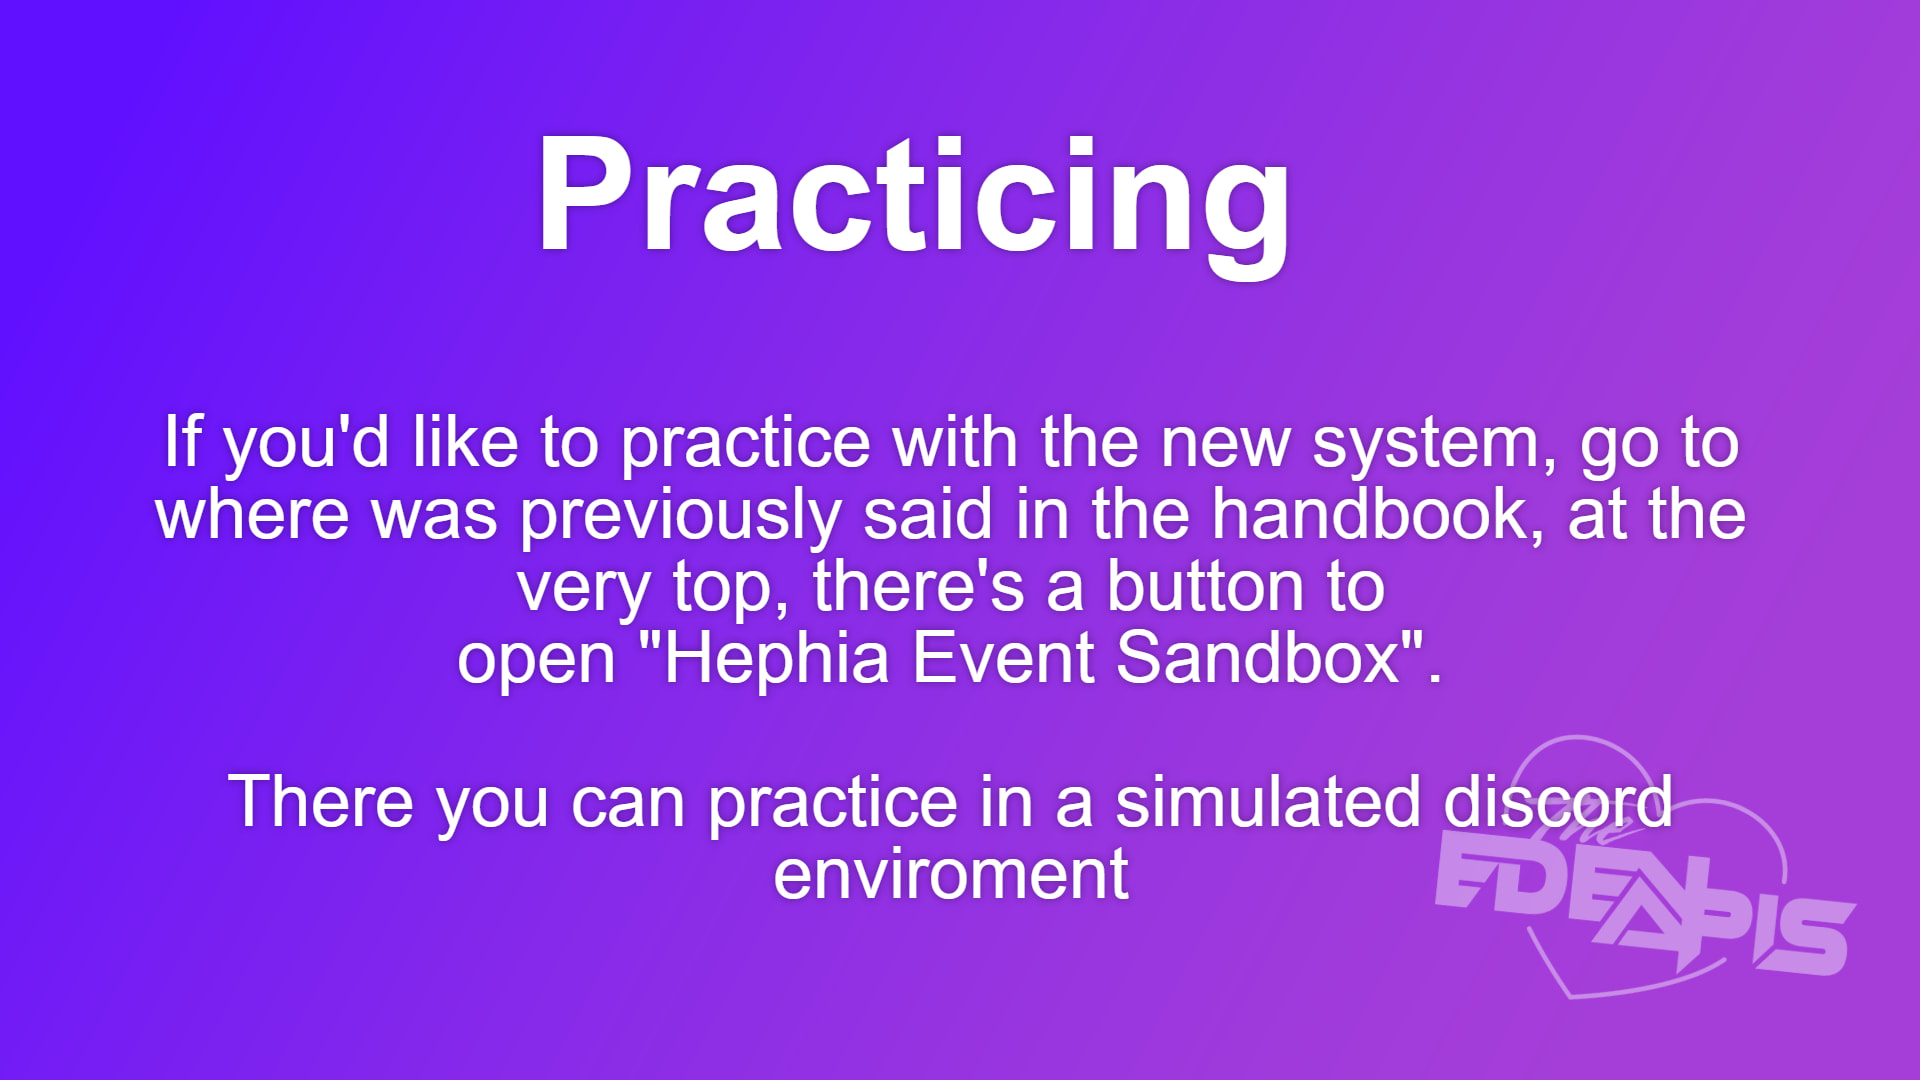 Practicing
If you'd like to practice with the new system, go to
where was previously said in the handbook, at the
very top, there's a button to
open "Hephia Event Sandbox".
There you can practice in a simulated discord
enviroment
The
EDENAPIS